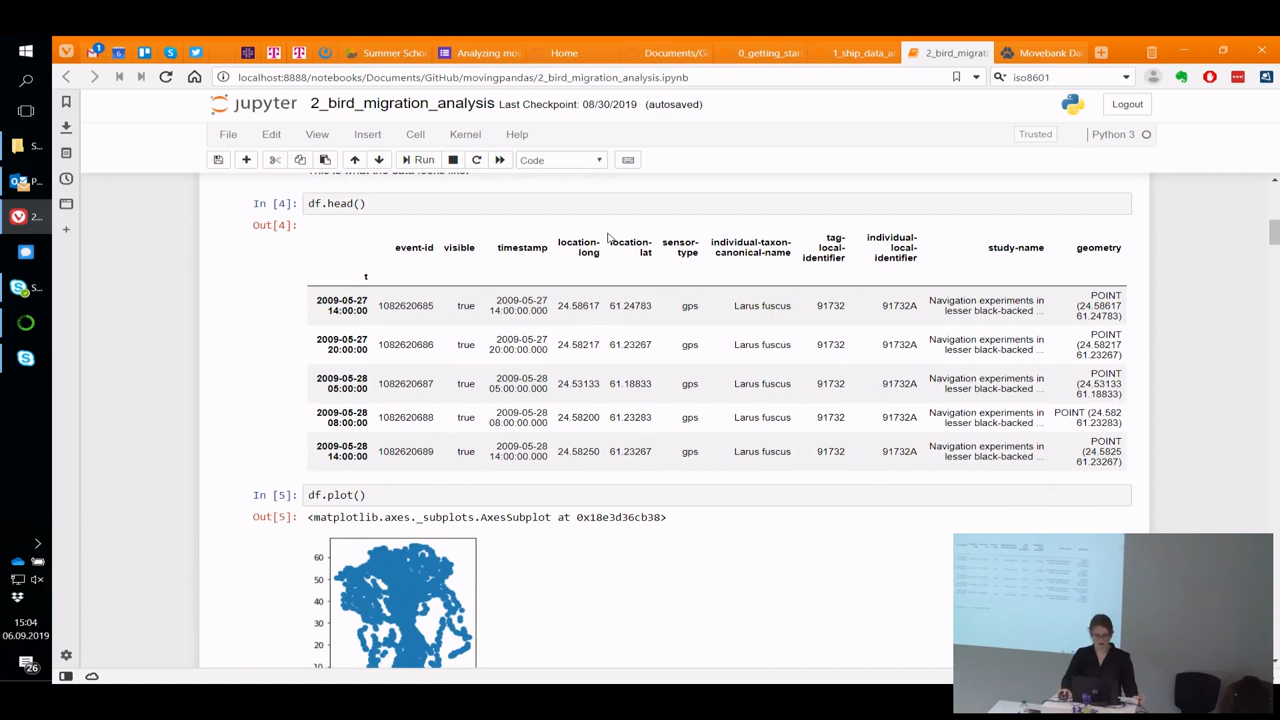 1
6
Summer Scho
Analyzing mo
Home
Documents/Gi
0_getting_star
1_ship_data_ar
2_bird_migrati
Movebank Dat
localhost:8888/notebooks/Documents/GitHub/movingpandas/2_bird_migration_analysis.ipynb
iso8601
jupyter 2_bird_migration_analysis Last Checkpoint: 08/30/2019 (autosaved)
Logout
File Edit View Insert Cell Kernel Help
Trusted
Python 3
Run
Code
This is what the data looks like:
In [4]: df.head()
Out[4]:
event-id visible timestamp location-long location-lat sensor-type individual-taxon-canonical-name tag-local-identifier individual-local-identifier study-name geometry
t
2009-05-27 14:00:00 1082620685 true 2009-05-27 14:00:00.000 24.58617 61.24783 gps Larus fuscus 91732 91732A Navigation experiments in lesser black-backed ... POINT (24.58617 61.24783)
2009-05-27 20:00:00 1082620686 true 2009-05-27 20:00:00.000 24.58217 61.23267 gps Larus fuscus 91732 91732A Navigation experiments in lesser black-backed ... POINT (24.58217 61.23267)
2009-05-28 05:00:00 1082620687 true 2009-05-28 05:00:00.000 24.53133 61.18833 gps Larus fuscus 91732 91732A Navigation experiments in lesser black-backed ... POINT (24.53133 61.18833)
2009-05-28 08:00:00 1082620688 true 2009-05-28 08:00:00.000 24.58200 61.23283 gps Larus fuscus 91732 91732A Navigation experiments in lesser black-backed ... POINT (24.582 61.23283)
2009-05-28 14:00:00 1082620689 true 2009-05-28 14:00:00.000 24.58250 61.23267 gps Larus fuscus 91732 91732A Navigation experiments in lesser black-backed ... POINT (24.5825 61.23267)
In [5]: df.plot()
Out[5]: <matplotlib.axes._subplots.AxesSubplot at 0x18e3d36cb38>
60
50
40
30
20
10
S...
P...
2...
S...
15:04
06.09.2019
26